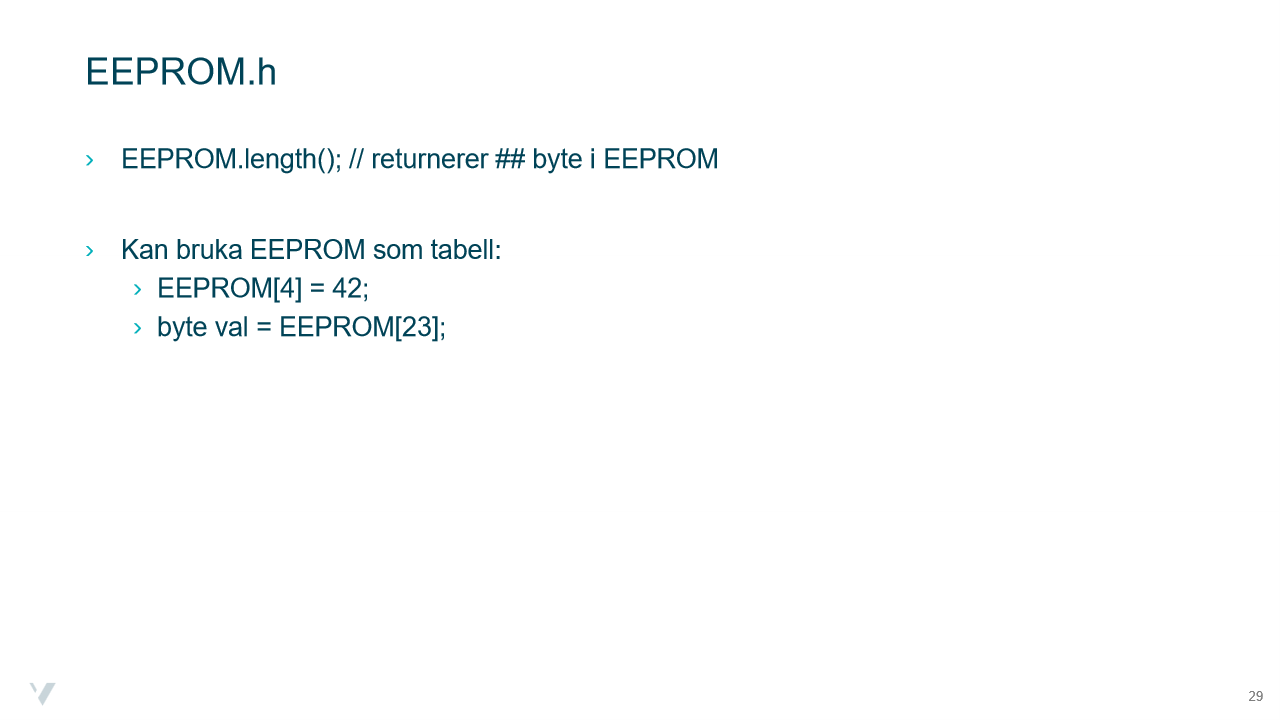 EEPROM.h
› EEPROM.length(); // returnerer ## byte i EEPROM
› Kan bruka EEPROM som tabell:
› EEPROM[4] = 42;
› byte val = EEPROM[23];
29